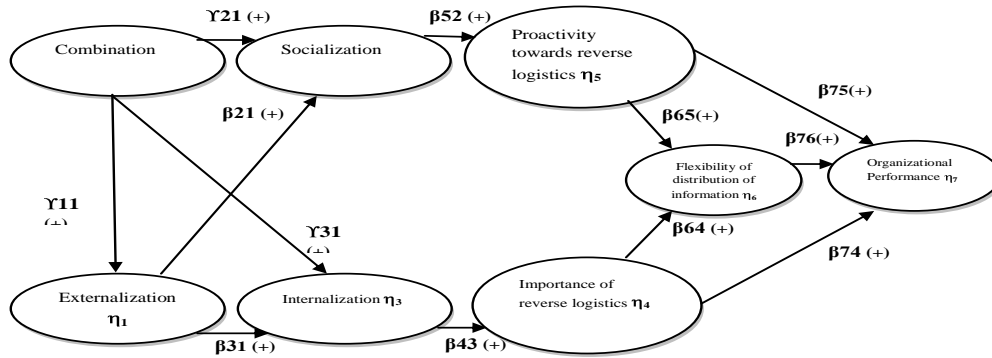 ϒ21 (+)
β52 (+)
Combination
Socialization
Proactivity
towards reverse
logistics η5
β75(+)
β21 (+)
β65(+)
β76(+)
Flexibility of
distribution of
information η6
Organizational
Performance η7
ϒ11
(+)
ϒ31
(+)
β64 (+)
β74 (+)
Externalization
η1
Internalization η3
Importance of
reverse logistics η4
β31 (+)
β43 (+)